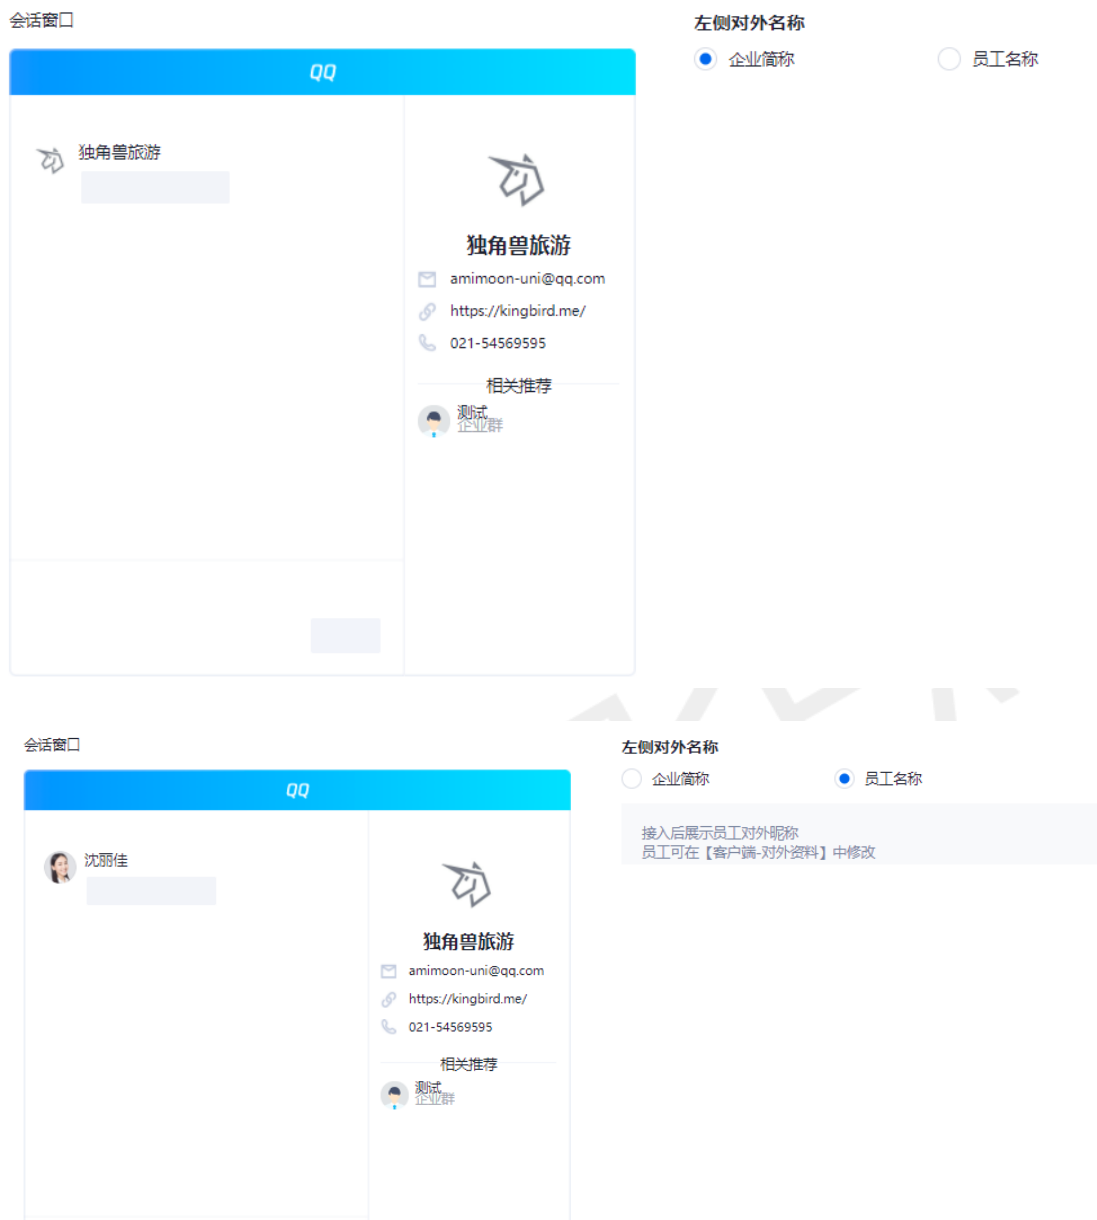 会话窗口
左侧对外名称
企业简称
员工名称
QQ
独角兽旅游
独角兽旅游
amimoon-uni@qq.com
https://kingbird.me/
021-54569595
相关推荐
测试
企业群
会话窗口
左侧对外名称
企业简称
员工名称
接入后展示员工对外昵称
员工可在【客户端-对外资料】中修改
QQ
沈丽佳
独角兽旅游
amimoon-uni@qq.com
https://kingbird.me/
021-54569595
相关推荐
测试
企业群